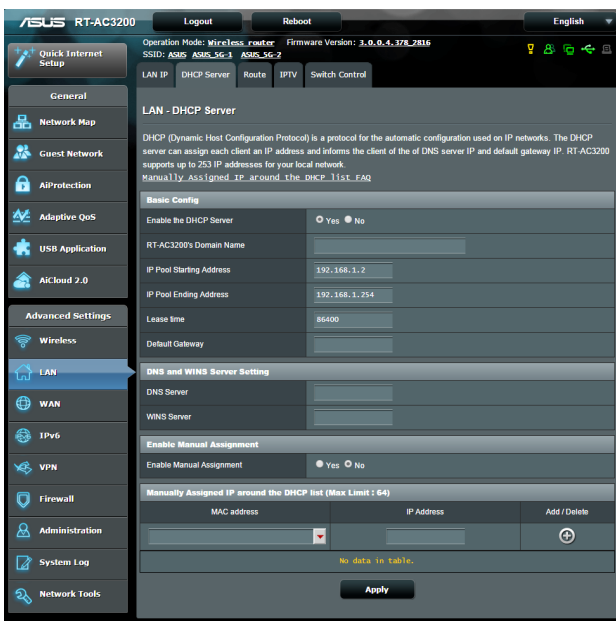 ASUS RT-AC3200 Logout Reboot English
Quick Internet Setup
Operation Mode: Wireless router Firmware Version: 3.0.0.4.378_2816
SSID: ASUS ASUS_5G-1 ASUS_5G-2
LAN IP DHCP Server Route IPTV Switch Control
General
Network Map
Guest Network
AiProtection
Adaptive QoS
USB Application
AiCloud 2.0
Advanced Settings
Wireless
LAN
WAN
IPv6
VPN
Firewall
Administration
System Log
Network Tools
LAN - DHCP Server
DHCP (Dynamic Host Configuration Protocol) is a protocol for the automatic configuration used on IP networks. The DHCP
server can assign each client an IP address and informs the client of the of DNS server IP and default gateway IP. RT-AC3200
supports up to 253 IP addresses for your local network.
Manually Assigned IP around the DHCP list FAQ
Basic Config
Enable the DHCP Server Yes No
RT-AC3200's Domain Name
IP Pool Starting Address 192.168.1.2
IP Pool Ending Address 192.168.1.254
Lease time 86400
Default Gateway
DNS and WINS Server Setting
DNS Server
WINS Server
Enable Manual Assignment
Enable Manual Assignment Yes No
Manually Assigned IP around the DHCP list (Max Limit : 64)
MAC address IP Address Add / Delete
No data in table.
Apply